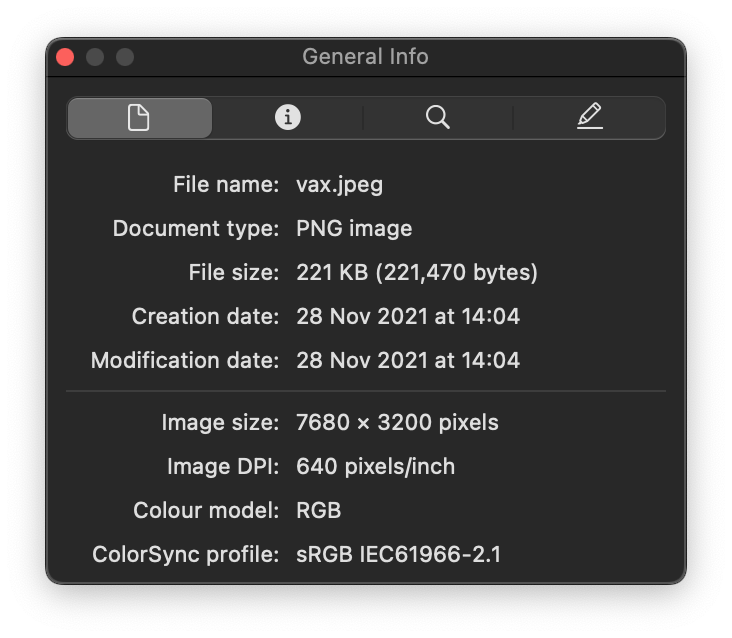 General Info
File name: vax.jpeg
Document type: PNG image
File size: 221 KB (221,470 bytes)
Creation date: 28 Nov 2021 at 14:04
Modification date: 28 Nov 2021 at 14:04
Image size: 7680 × 3200 pixels
Image DPI: 640 pixels/inch
Colour model: RGB
ColorSync profile: sRGB IEC61966-2.1